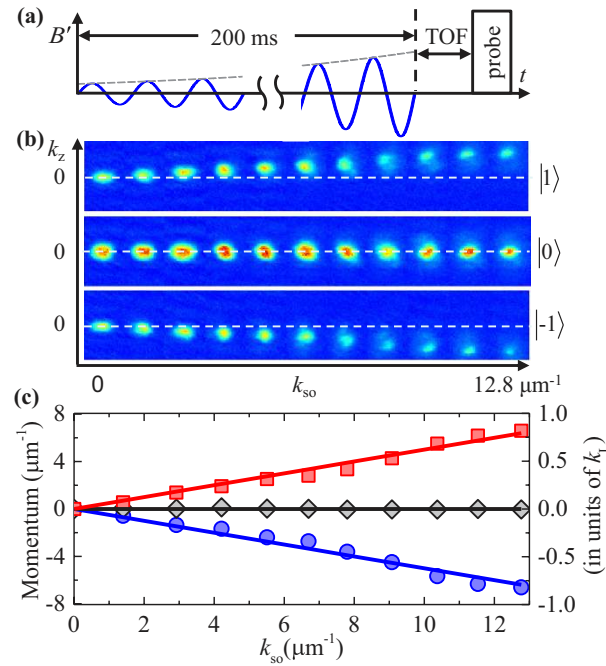 (a)
B′
200 ms
TOF
probe
t
(b)
k_z
0
|1⟩
0
|0⟩
0
|-1⟩
0
k_so
12.8 μm⁻¹
(c)
8
4
0
-4
-8
Momentum (μm⁻¹)
1.0
0.5
0.0
-0.5
-1.0
(in units of k_r)
0 2 4 6 8 10 12
k_so(μm⁻¹)